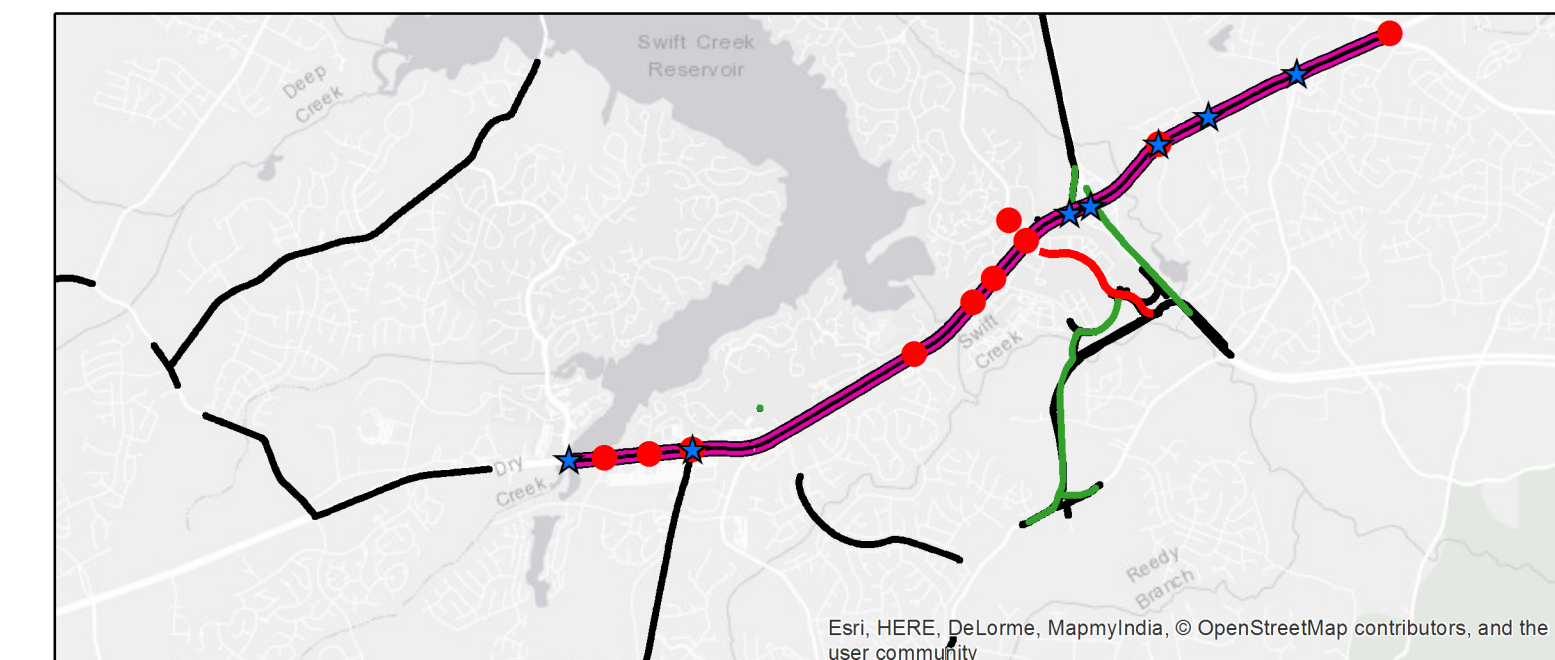 Swift Creek
Reservoir
Deep
Creek
Swift
Creek
Dry
Creek
Reedy
Branch
Esri, HERE, DeLorme, MapmyIndia, © OpenStreetMap contributors, and the
user community